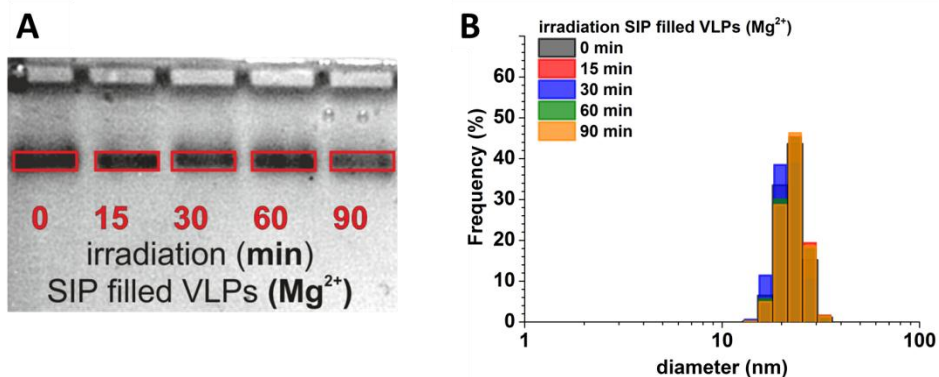 A
0 15 30 60 90
irradiation (min)
SIP filled VLPs (Mg²⁺)
B
irradiation SIP filled VLPs (Mg²⁺)
0 min
15 min
30 min
60 min
90 min
Frequency (%)
60
50
40
30
20
10
0
1 10 100
diameter (nm)